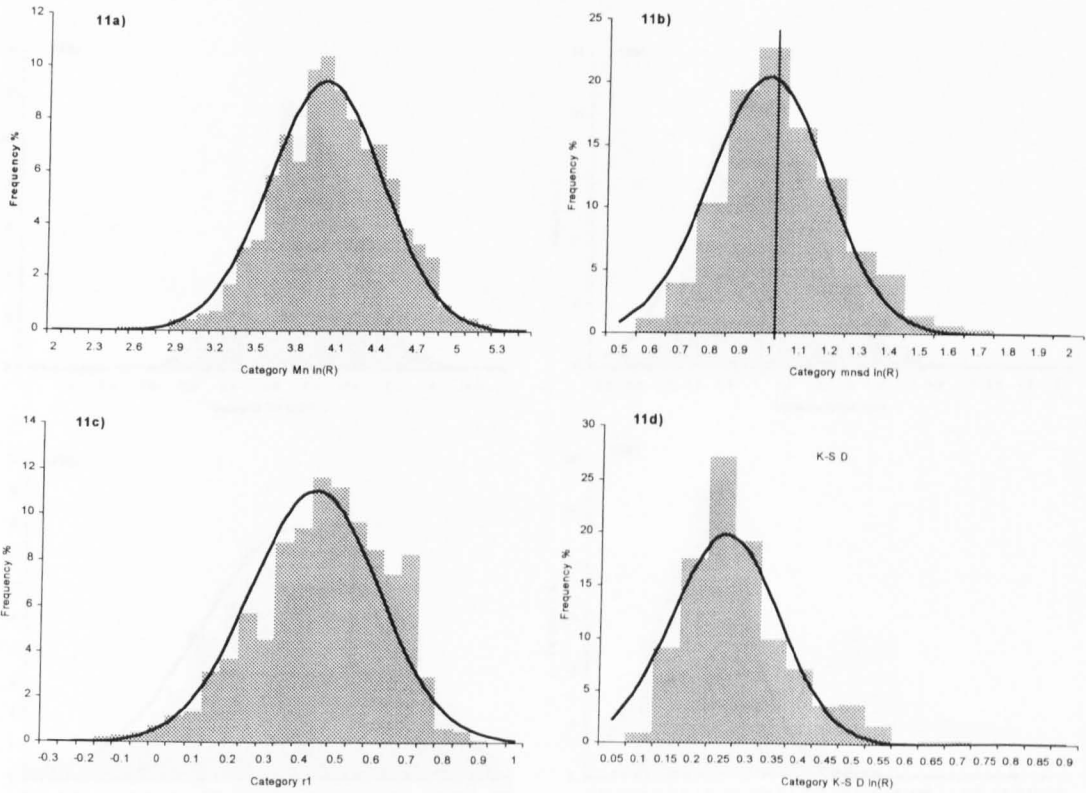 11a)
12
10
8
6
4
2
0
Frequency %
2 2.3 2.6 2.9 3.2 3.5 3.8 4.1 4.4 4.7 5 5.3
Category Mn ln(R)
11b)
25
20
15
10
5
0
Frequency %
0.5 0.6 0.7 0.8 0.9 1 1.1 1.2 1.3 1.4 1.5 1.6 1.7 1.8 1.9 2
Category mnsd ln(R)
11c)
14
12
10
8
6
4
2
0
Frequency %
-0.3 -0.2 -0.1 0 0.1 0.2 0.3 0.4 0.5 0.6 0.7 0.8 0.9 1
Category r1
11d)
K-S D
30
25
20
15
10
5
0
Frequency %
0.05 0.1 0.15 0.2 0.25 0.3 0.35 0.4 0.45 0.5 0.55 0.6 0.65 0.7 0.75 0.8 0.85 0.9
Category K-S D ln(R)